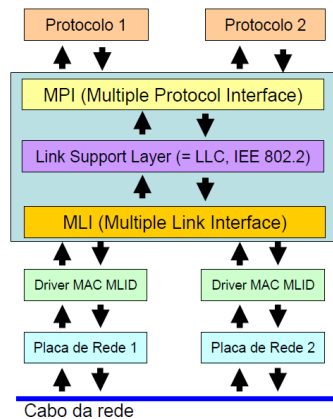 Protocolo 1
Protocolo 2
MPI (Multiple Protocol Interface)
Link Support Layer (= LLC, IEE 802.2)
MLI (Multiple Link Interface)
Driver MAC MLID
Driver MAC MLID
Placa de Rede 1
Placa de Rede 2
Cabo da rede